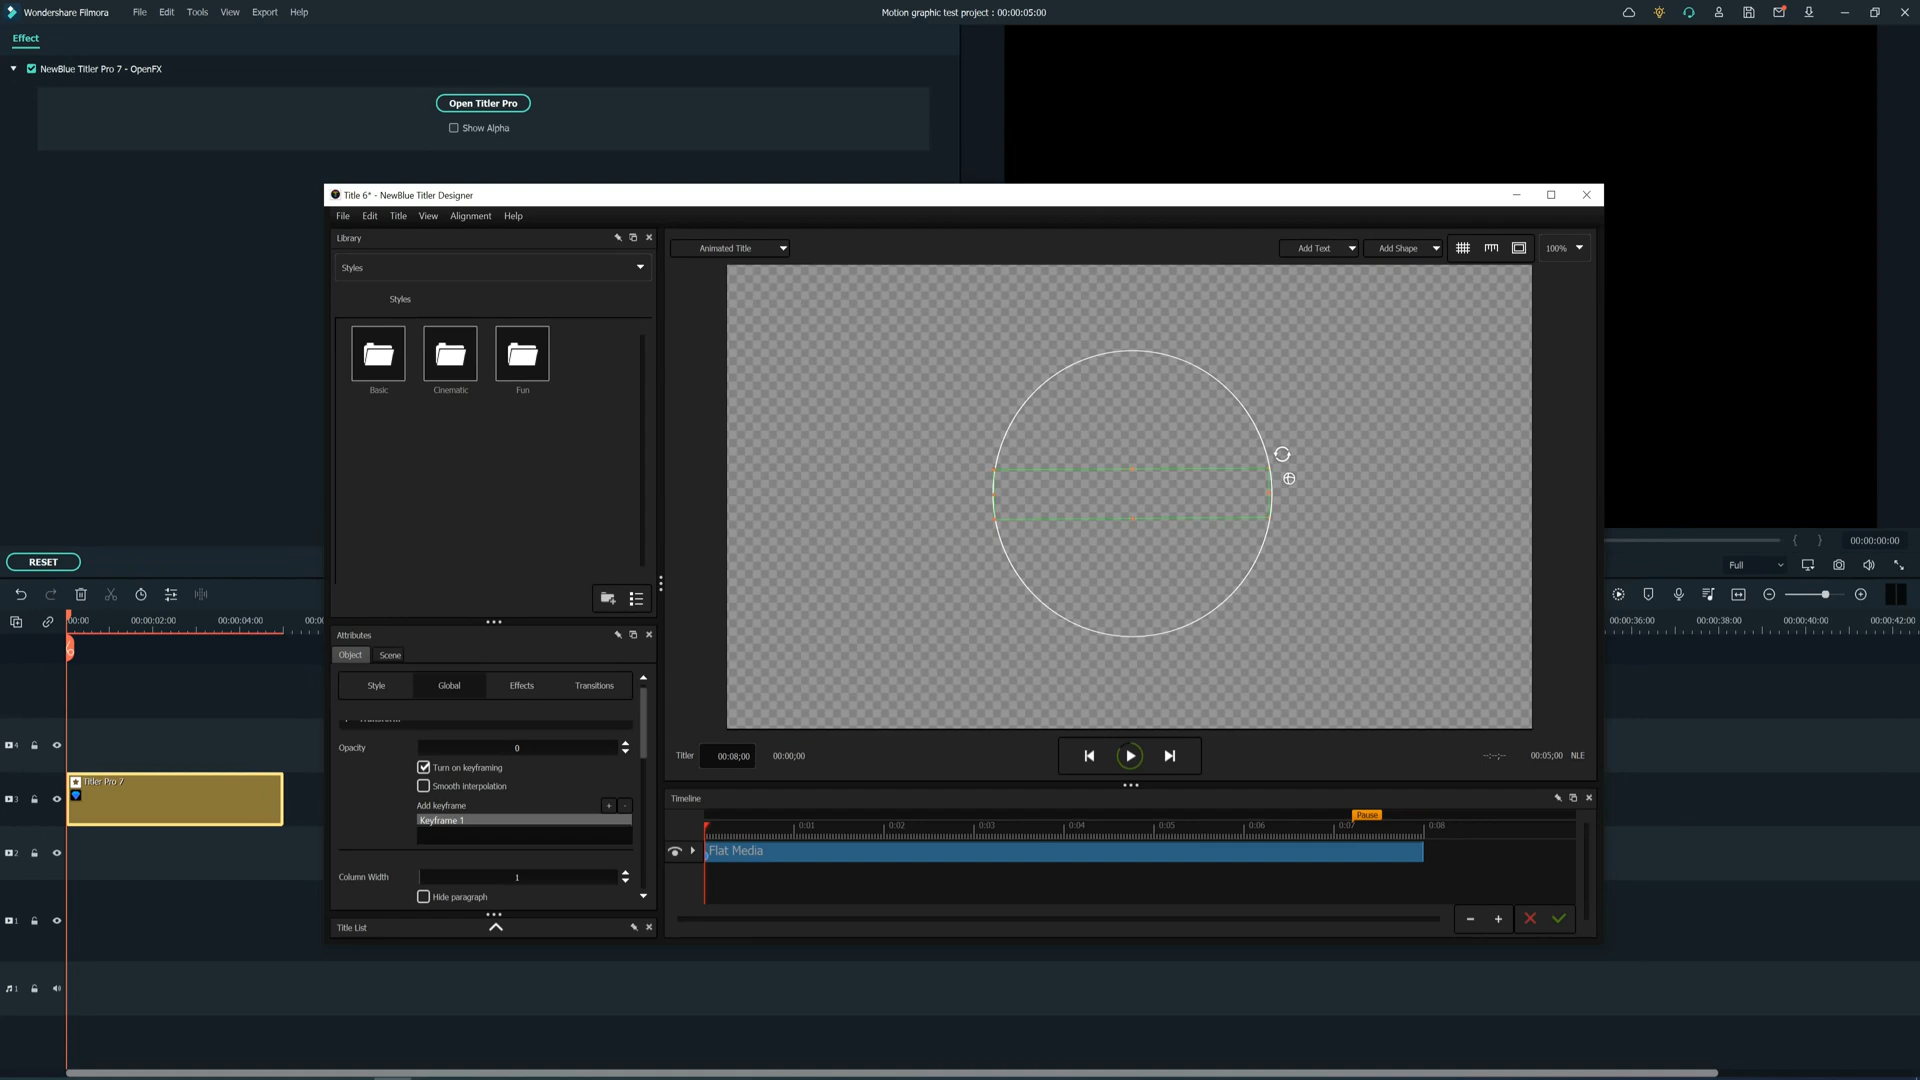 Wondershare Filmora
File Edit Tools View Export Help
Motion graphic test project : 00:00:05:00
Effect
NewBlue Titler Pro 7 - OpenFX
Open Titler Pro
Show Alpha
Title 6* - NewBlue Titler Designer
File Edit Title View Alignment Help
Library
Styles
Styles
Basic Cinematic Fun
Animated Title
Add Text
Add Shape
100%
RESET
00:00:00:00
Full
:00:00 00:00:02:00 00:00:04:00
00:00:36:00 00:00:38:00 00:00:40:00 00:00:42:00
Attributes
Object Scene
Style Global Effects Transitions
Opacity 0
Turn on keyframing
Smooth interpolation
Add keyframe + -
Keyframe 1
Column Width 1
Hide paragraph
Title List
Titler 00:08;00 00:00;00
--:--;-- 00:05;00 NLE
Timeline
Pause
0:01 0:02 0:03 0:04 0:05 0:06 0:07 0:08
Flat Media
Titler Pro 7
4
3
2
1
1